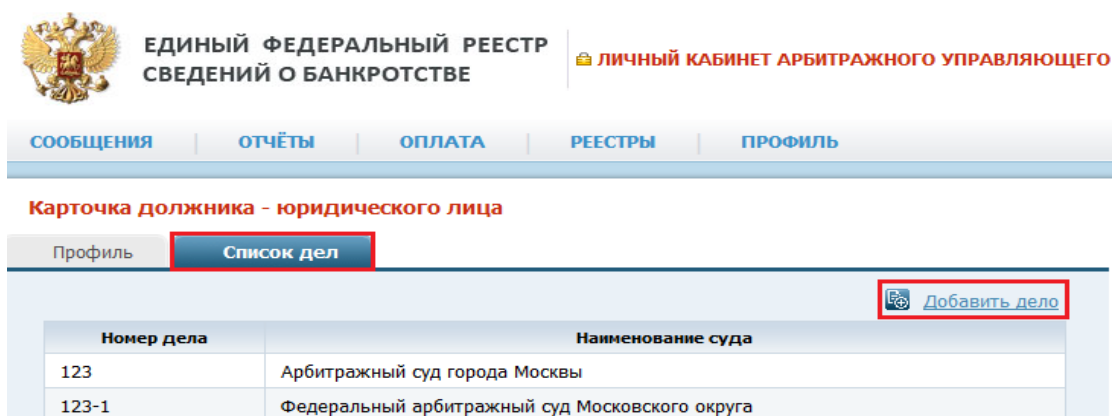 ЕДИНЫЙ ФЕДЕРАЛЬНЫЙ РЕЕСТР
СВЕДЕНИЙ О БАНКРОТСТВЕ
ЛИЧНЫЙ КАБИНЕТ АРБИТРАЖНОГО УПРАВЛЯЮЩЕГО
СООБЩЕНИЯ ОТЧЁТЫ ОПЛАТА РЕЕСТРЫ ПРОФИЛЬ
Карточка должника - юридического лица
Профиль Список дел
Добавить дело
Номер дела Наименование суда
123 Арбитражный суд города Москвы
123-1 Федеральный арбитражный суд Московского округа